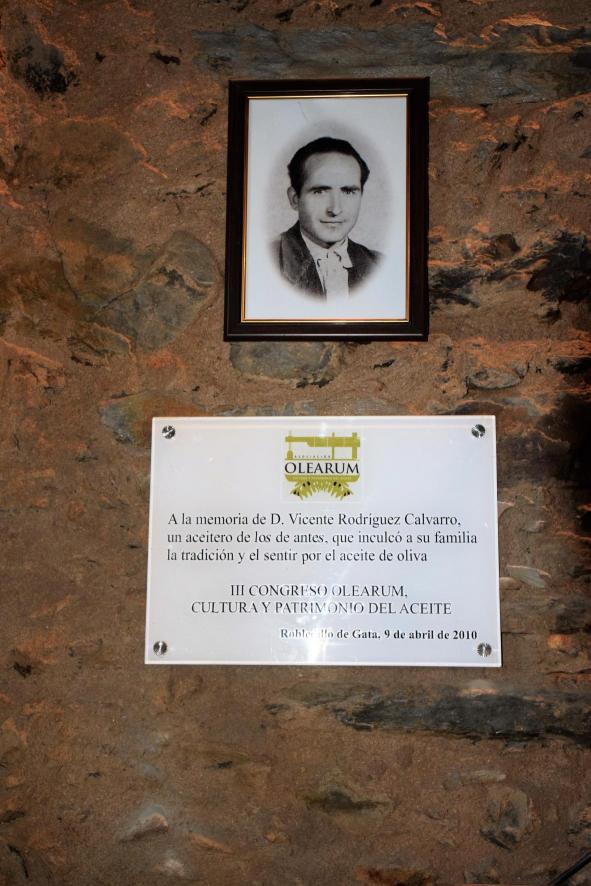 ASOCIACIÓN
OLEARUM
A la memoria de D. Vicente Rodríguez Calvarro,
un aceitero de los de antes, que inculcó a su familia
la tradición y el sentir por el aceite de oliva
III CONGRESO OLEARUM,
CULTURA Y PATRIMONIO DEL ACEITE
Robledillo de Gata, 9 de abril de 2010